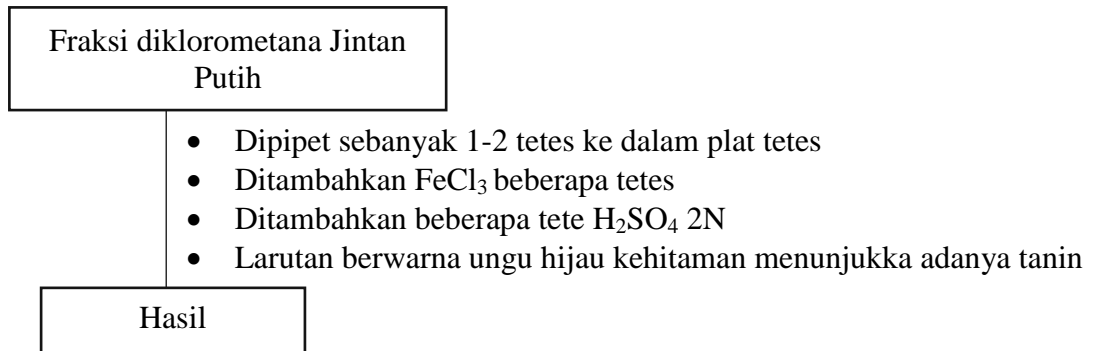 Fraksi diklorometana Jintan
Putih
• Dipipet sebanyak 1-2 tetes ke dalam plat tetes
• Ditambahkan FeCl₃ beberapa tetes
• Ditambahkan beberapa tete H₂SO₄ 2N
• Larutan berwarna ungu hijau kehitaman menunjukka adanya tanin
Hasil